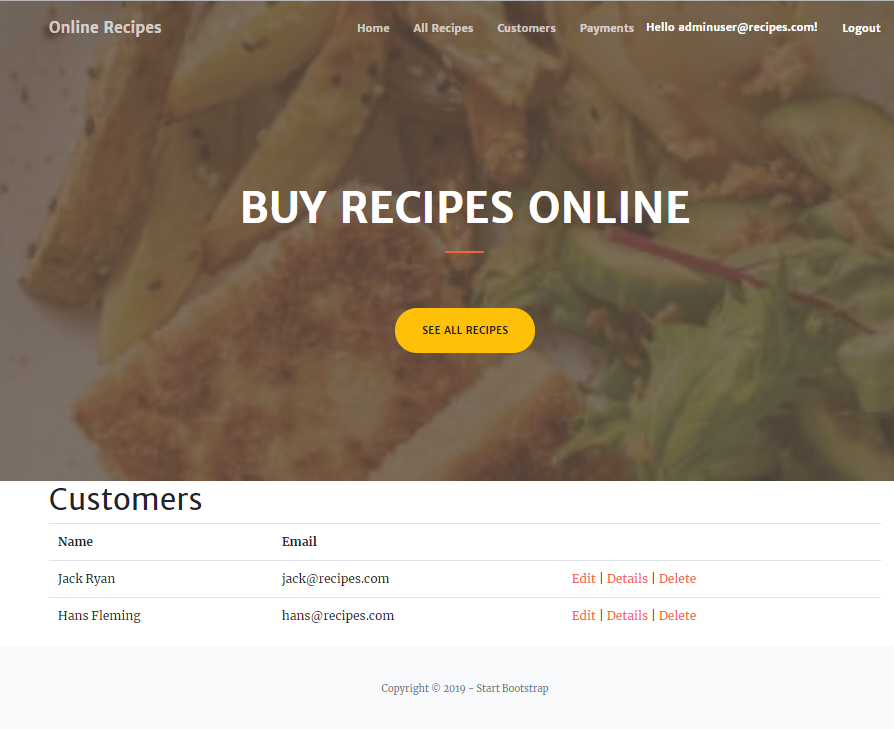 Online Recipes Home All Recipes Customers Payments Hello adminuser@recipes.com! Logout
BUY RECIPES ONLINE
SEE ALL RECIPES
Customers
Name Email
Jack Ryan jack@recipes.com Edit | Details | Delete
Hans Fleming hans@recipes.com Edit | Details | Delete
Copyright © 2019 - Start Bootstrap